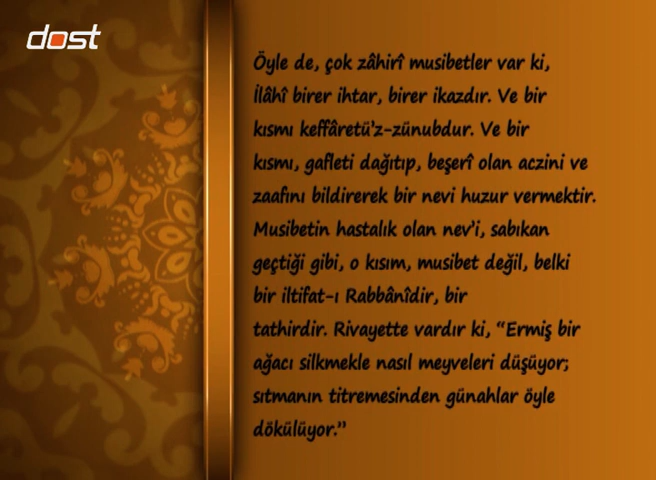 dost
Öyle de, çok zâhirî musibetler var ki,
İlâhî birer ihtar, birer ikazdır. Ve bir
kısmı keffâretü'z-zünubdur. Ve bir
kısmı, gafleti dağıtıp, beşerî olan aczini ve
zaafını bildirerek bir nevi huzur vermektir.
Musibetin hastalık olan nev'i, sabıkan
geçtiği gibi, o kısım, musibet değil, belki
bir iltifat-ı Rabbânîdir, bir
tathirdir. Rivayette vardır ki, “Ermiş bir
ağacı silkmekle nasıl meyveleri düşüyor;
sıtmanın titremesinden günahlar öyle
dökülüyor.”